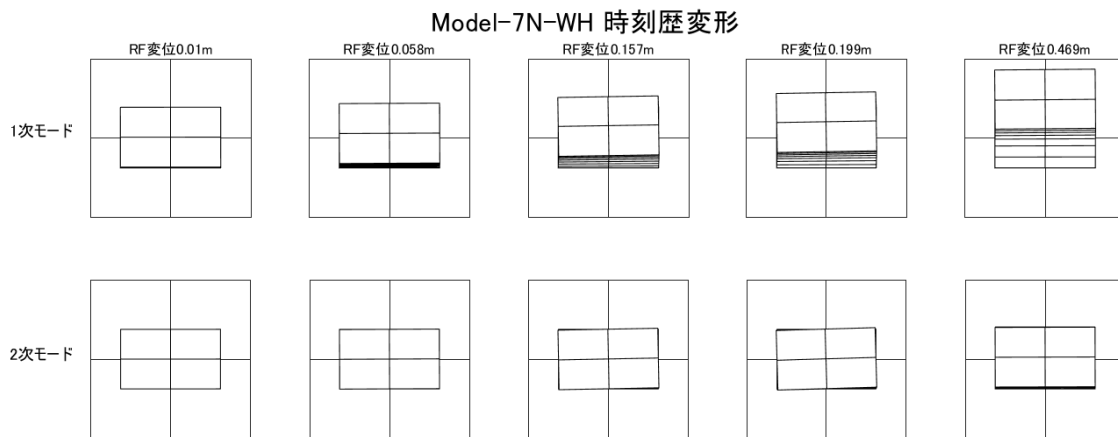 Model-7N-WH 時刻歴変形
RF変位0.01m
RF変位0.058m
RF変位0.157m
RF変位0.199m
RF変位0.469m
1次モード
2次モード